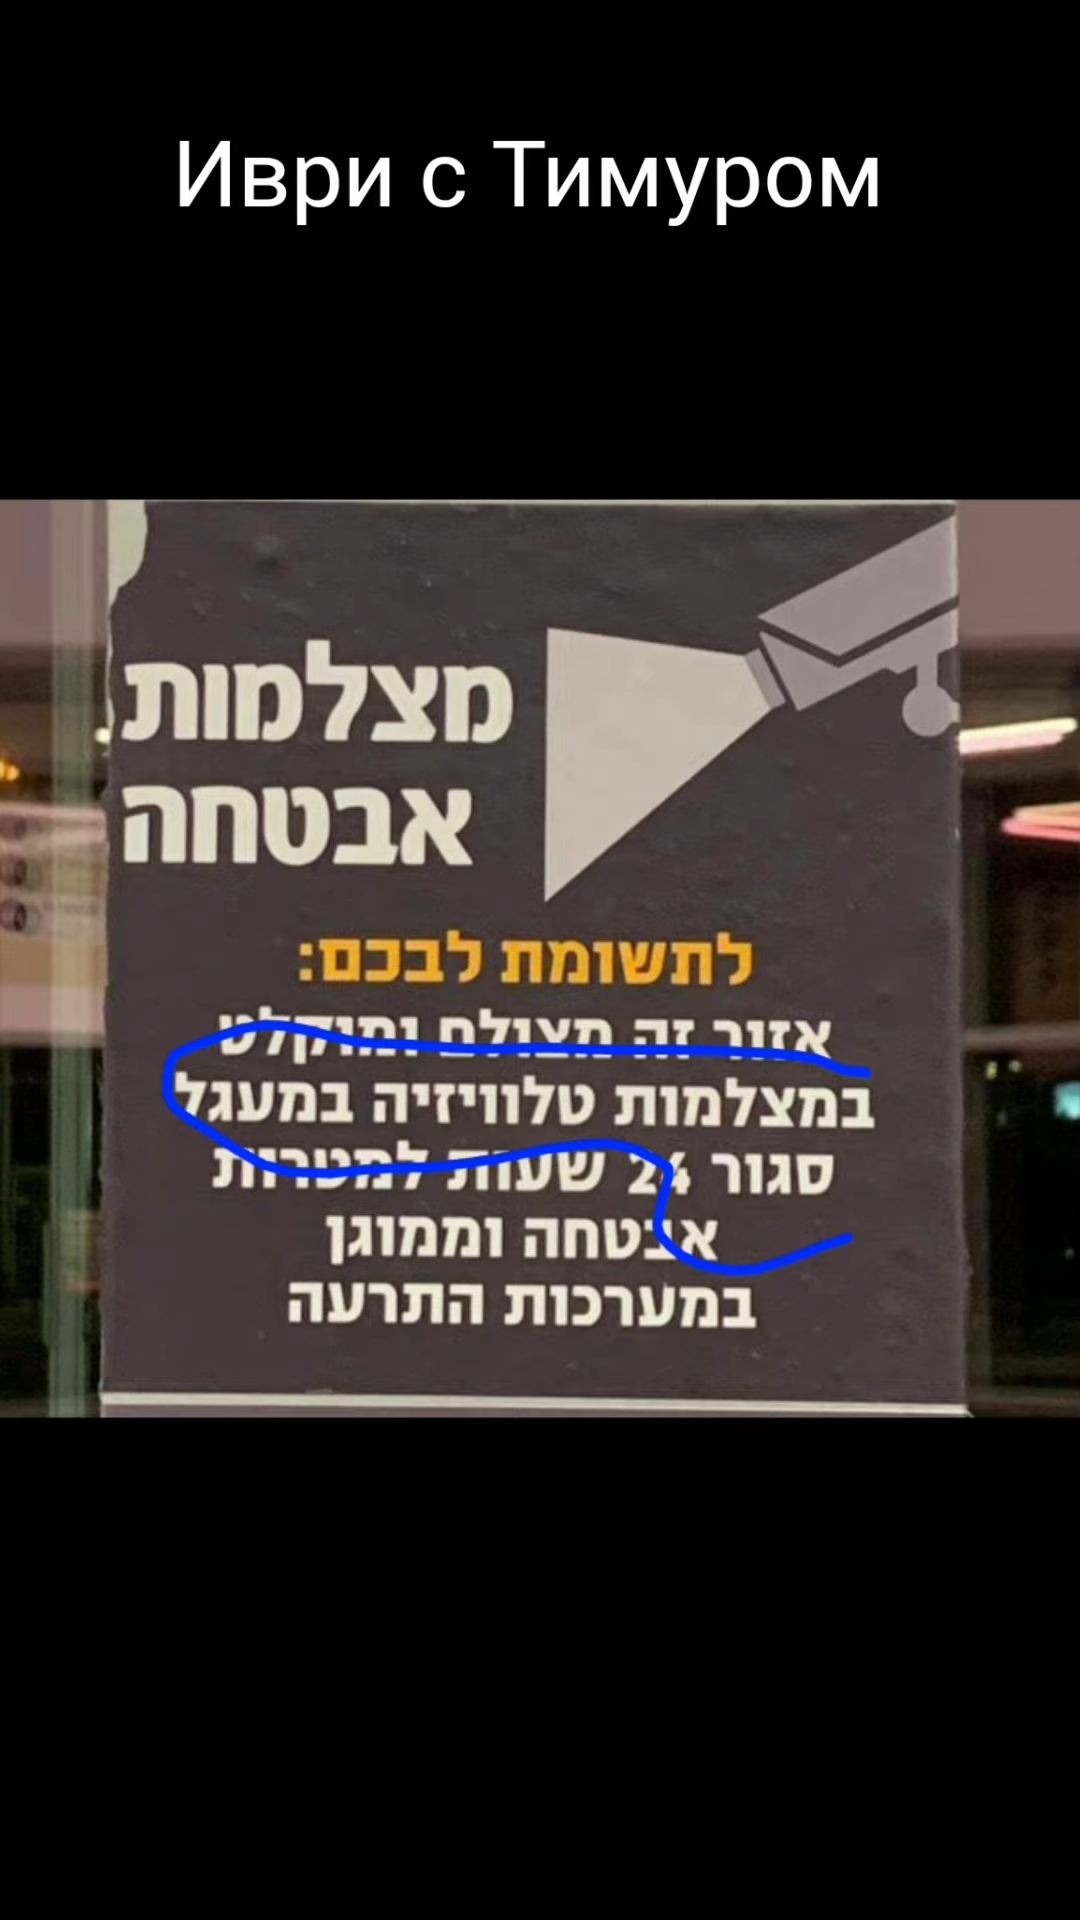 Иври с Тимуром
מצלמות
אבטחה
לתשומת לבכם:
אזור זה מצולם ומוקלט
במצלמות טלוויזיה במעגל
סגור 24 שעות למטרות
אבטחה וממוגן
במערכות התרעה